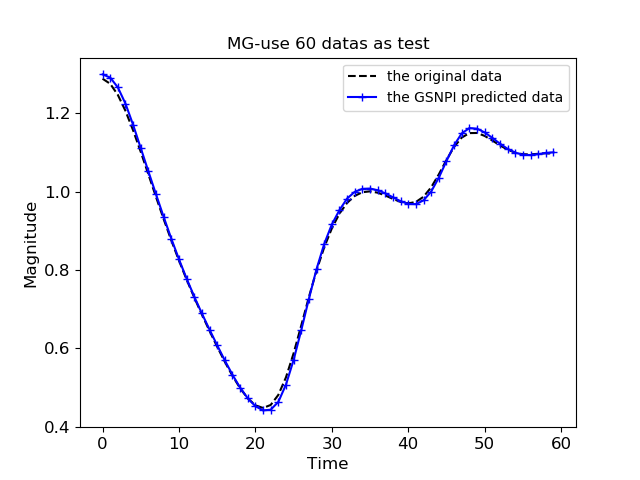 MG-use 60 datas as test
the original data
the GSNPI predicted data
1.2
1.0
0.8
0.6
0.4
Magnitude
0 10 20 30 40 50 60
Time